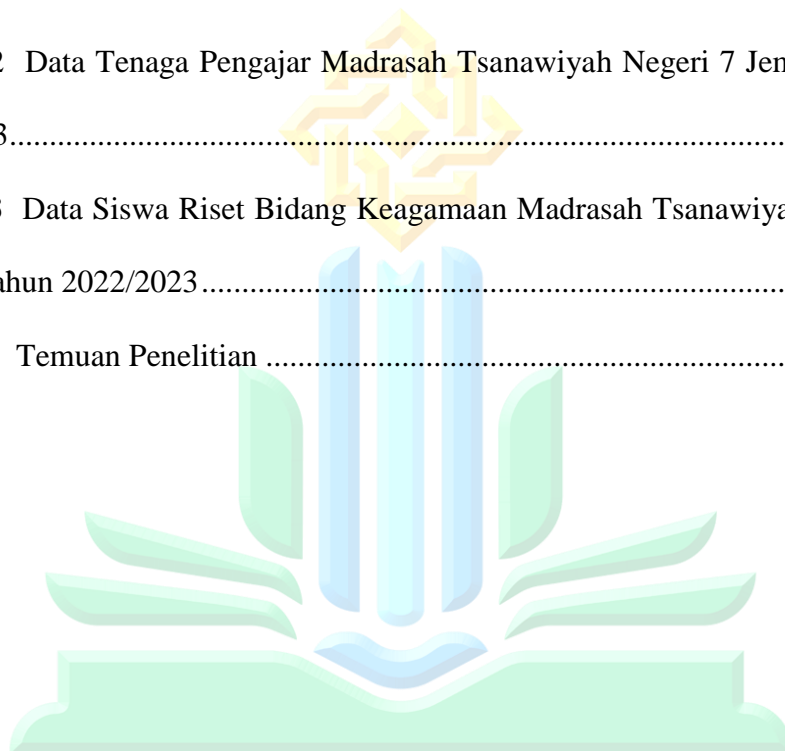 2 Data Tenaga Pengajar Madrasah Tsanawiyah Negeri 7 Jem
3....................................................................................................
3 Data Siswa Riset Bidang Keagamaan Madrasah Tsanawiya
ahun 2022/2023..........................................................................
Temuan Penelitian ..................................................................